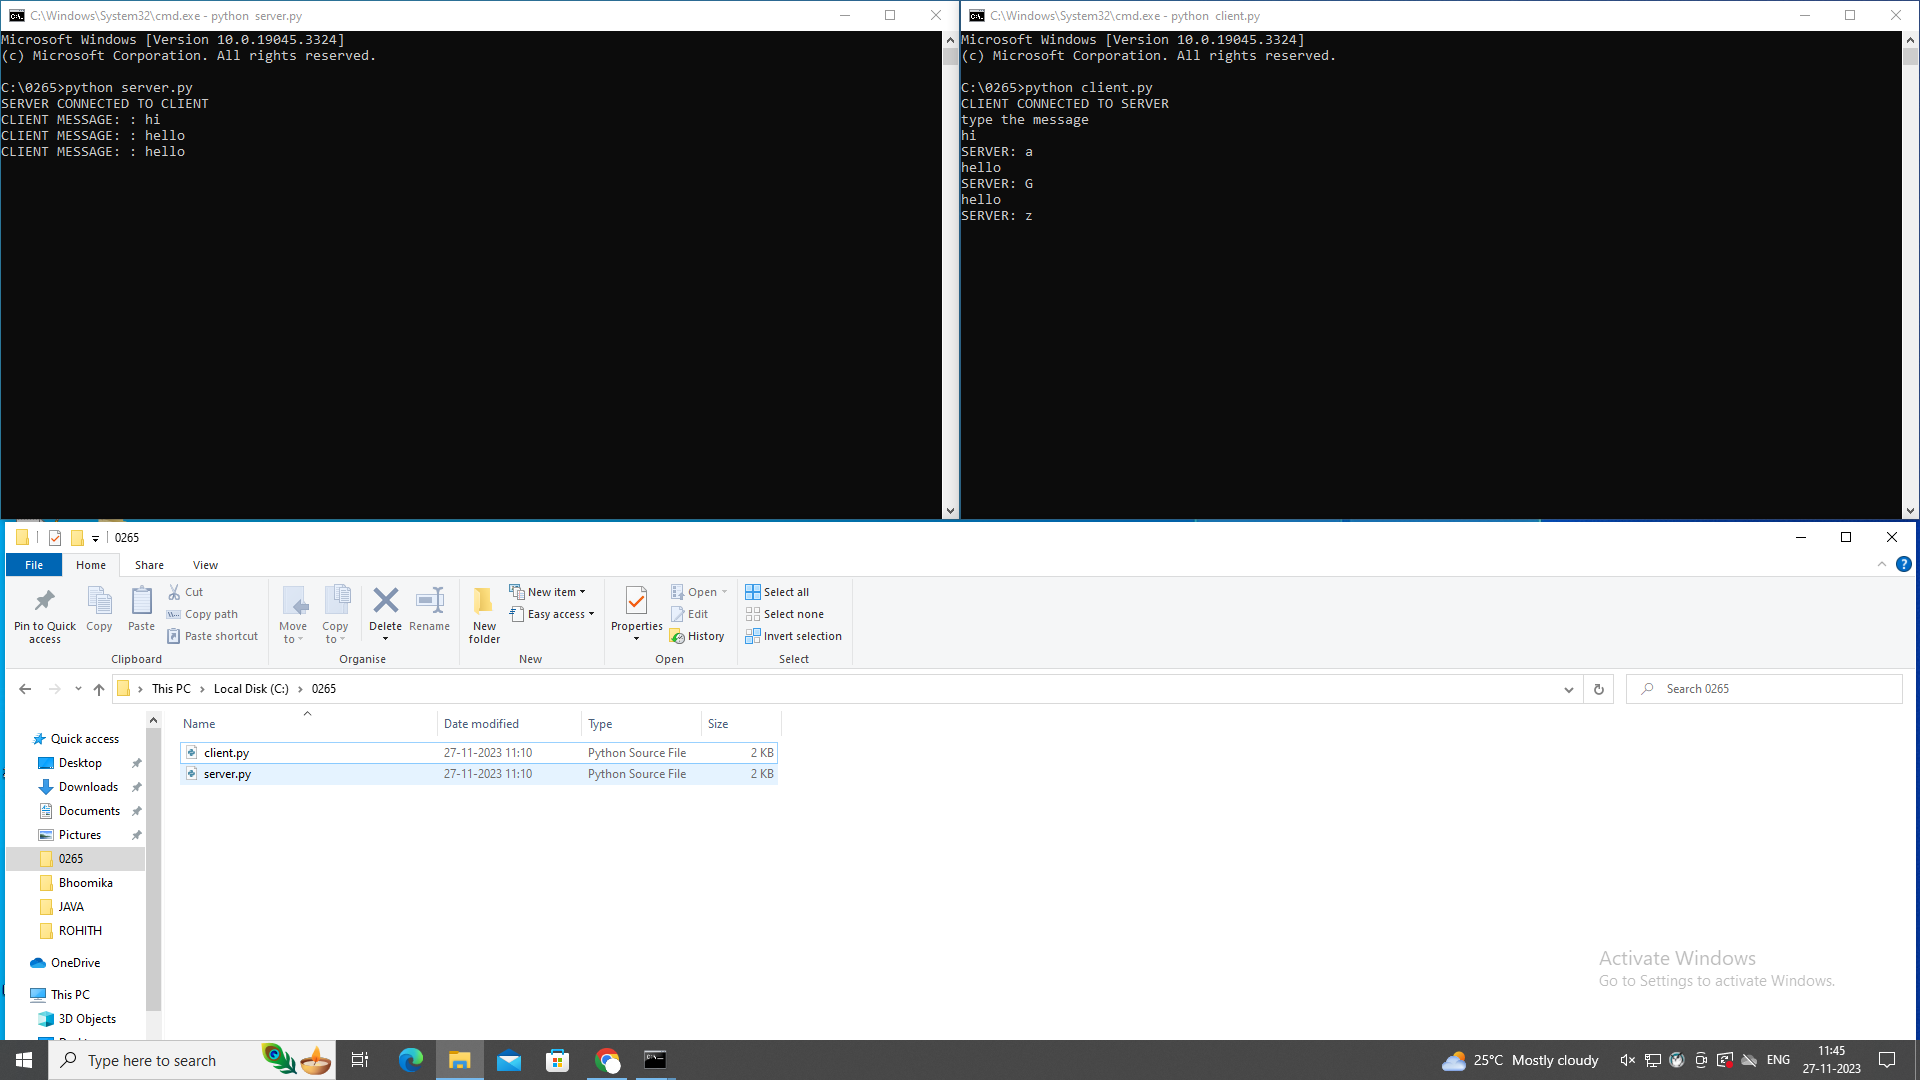 C:\Windows\System32\cmd.exe - python  server.py
Microsoft Windows [Version 10.0.19045.3324]
(c) Microsoft Corporation. All rights reserved.
C:\0265>python server.py
SERVER CONNECTED TO CLIENT
CLIENT MESSAGE: : hi
CLIENT MESSAGE: : hello
CLIENT MESSAGE: : hello
C:\Windows\System32\cmd.exe - python  client.py
Microsoft Windows [Version 10.0.19045.3324]
(c) Microsoft Corporation. All rights reserved.
C:\0265>python client.py
CLIENT CONNECTED TO SERVER
type the message
hi
SERVER: a
hello
SERVER: G
hello
SERVER: z
0265
File Home Share View
Pin to Quick access
Copy
Paste
Cut
Copy path
Paste shortcut
Clipboard
Move to
Copy to
Delete
Rename
Organise
New folder
New item
Easy access
New
Properties
Open
Edit
History
Open
Select all
Select none
Invert selection
Select
This PC > Local Disk (C:) > 0265
Search 0265
Quick access
Desktop
Downloads
Documents
Pictures
0265
Bhoomika
JAVA
ROHITH
OneDrive
This PC
3D Objects
Name Date modified Type Size
client.py 27-11-2023 11:10 Python Source File 2 KB
server.py 27-11-2023 11:10 Python Source File 2 KB
Activate Windows
Go to Settings to activate Windows.
Type here to search
25°C Mostly cloudy
ENG
11:45
27-11-2023